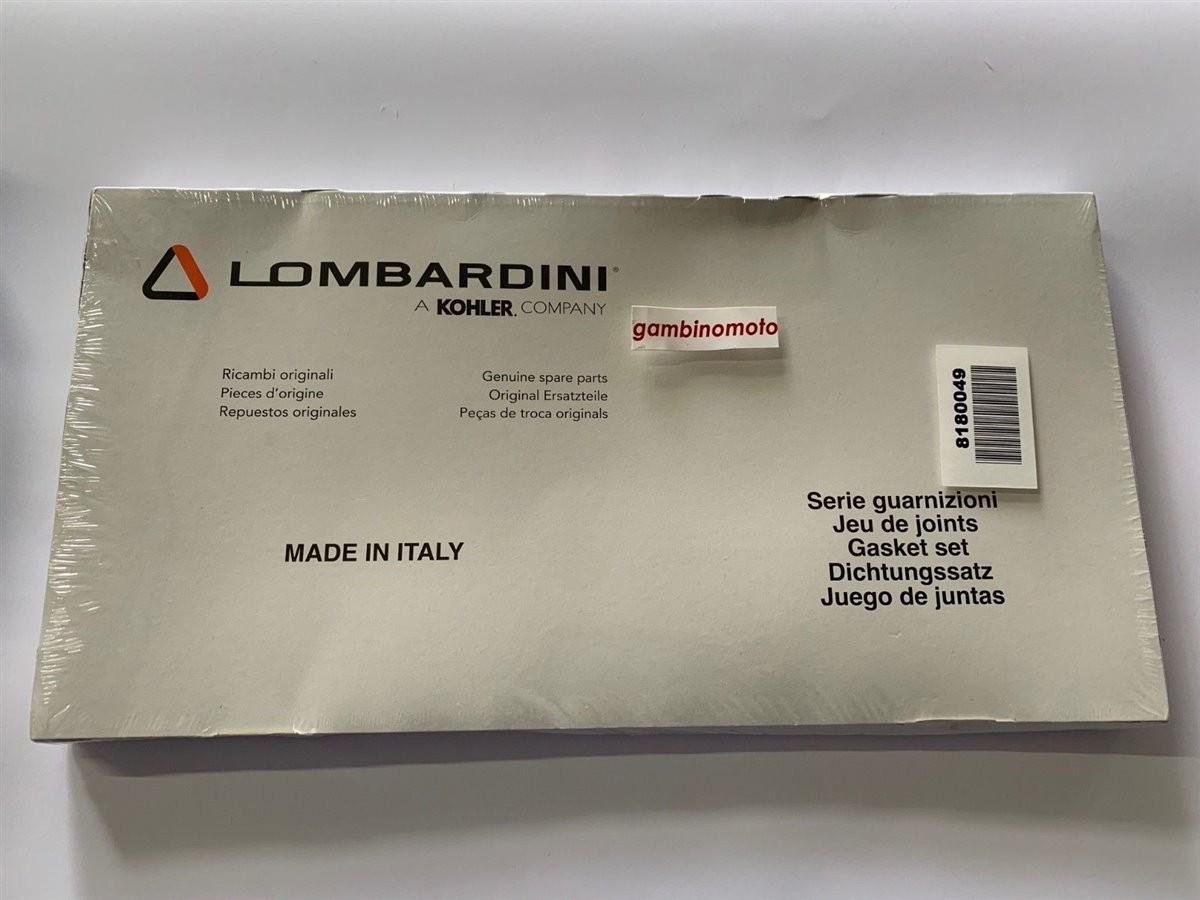 LOMBARDINI®
A KOHLER. COMPANY
gambinomoto
Ricambi originali
Pieces d'origine
Repuestos originales
Genuine spare parts
Original Ersatzteile
Peças de troca originals
8180049
MADE IN ITALY
Serie guarnizioni
Jeu de joints
Gasket set
Dichtungssatz
Juego de juntas